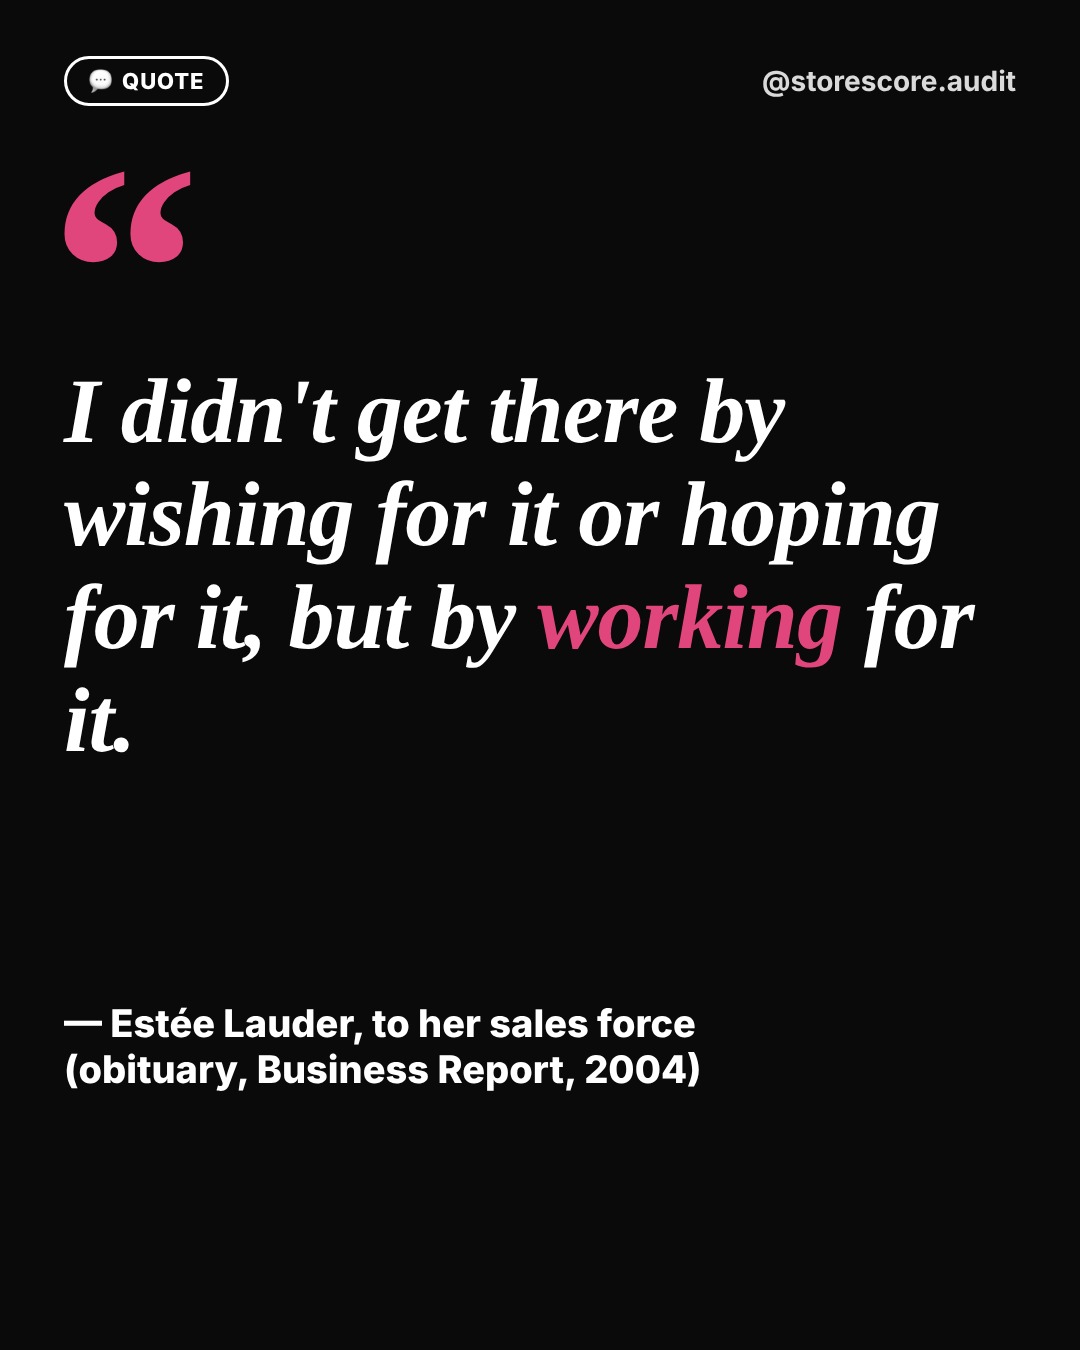 💬 QUOTE
@storescore.audit
“
I didn't get there by
wishing for it or hoping
for it, but by working for
it.
— Estée Lauder, to her sales force
(obituary, Business Report, 2004)